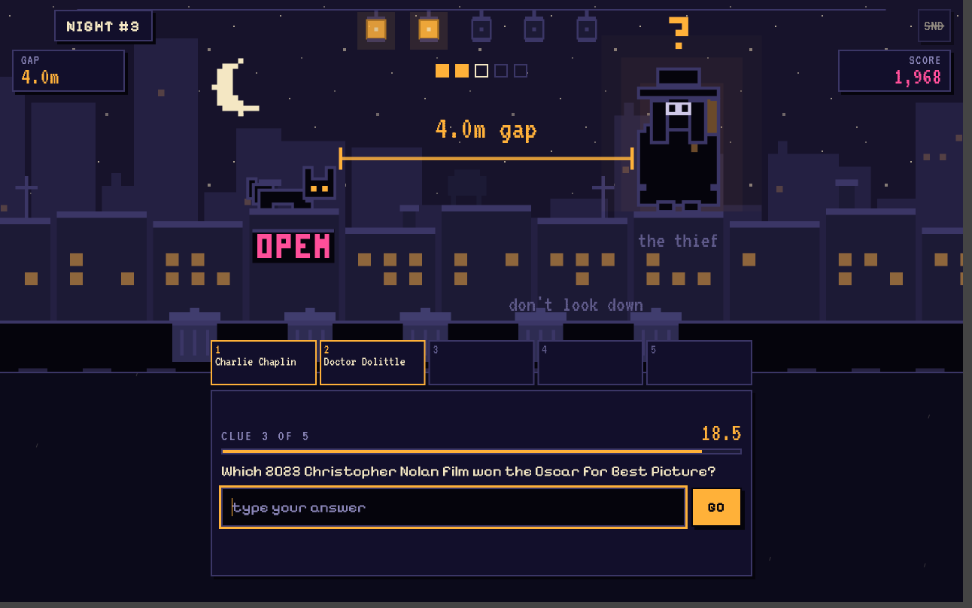 NIGHT #3
?
SND
GAP
4.0m
SCORE
1,968
4.0m gap
OPEN
the thief
don't look down
1
Charlie Chaplin
2
Doctor Dolittle
3
4
5
CLUE 3 OF 5
18.5
Which 2023 Christopher Nolan film won the Oscar for Best Picture?
type your answer
GO